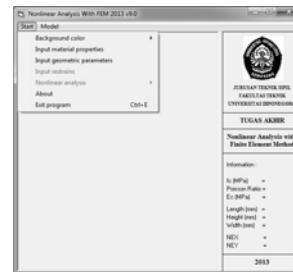 Nonlinear Analysis With FEM 2013 v9.0
Start Model
Background color
Input material properties
Input geometric parameters
Input restrains
Nonlinear analysis
About
Exit program Ctrl+E
JURUSAN TEKNIK SIPIL
FAKULTAS TEKNIK
UNIVERSITAS DIPONEGORO
TUGAS AKHIR
Nonlinear Analysis with
Finite Element Method
Information :
fc (MPa) =
Poisson Ratio =
Ec (MPa) =
Length (mm) =
Height (mm) =
Width (mm) =
NEX =
NEY =
2013